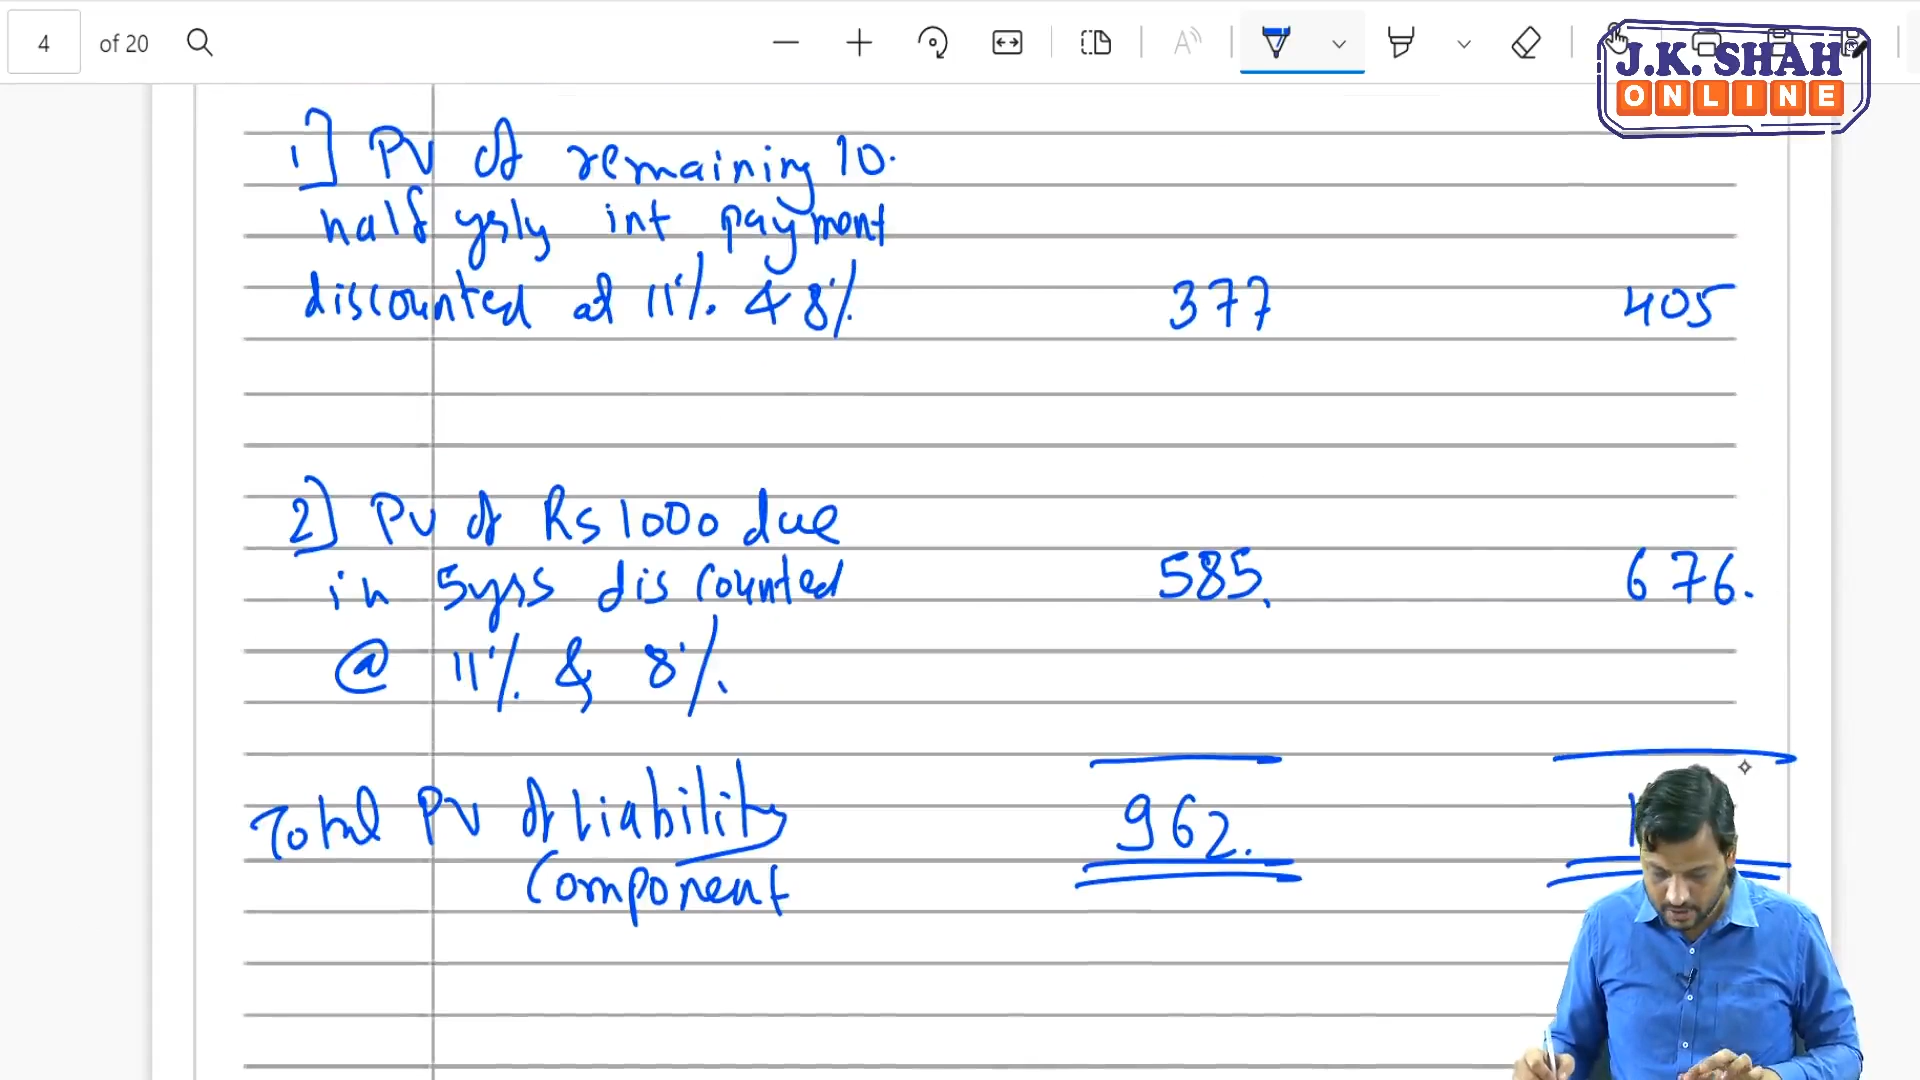 4 of 20
J.K. SHAH
ONLINE
1] PV of remaining 10.
half yrly int payment
discounted at 11%. & 8%. 377 405
2] PV of Rs 1000 due
in 5yrs discounted 585. 676.
@ 11%. & 8%.
Total PV of Liability 962.
Component